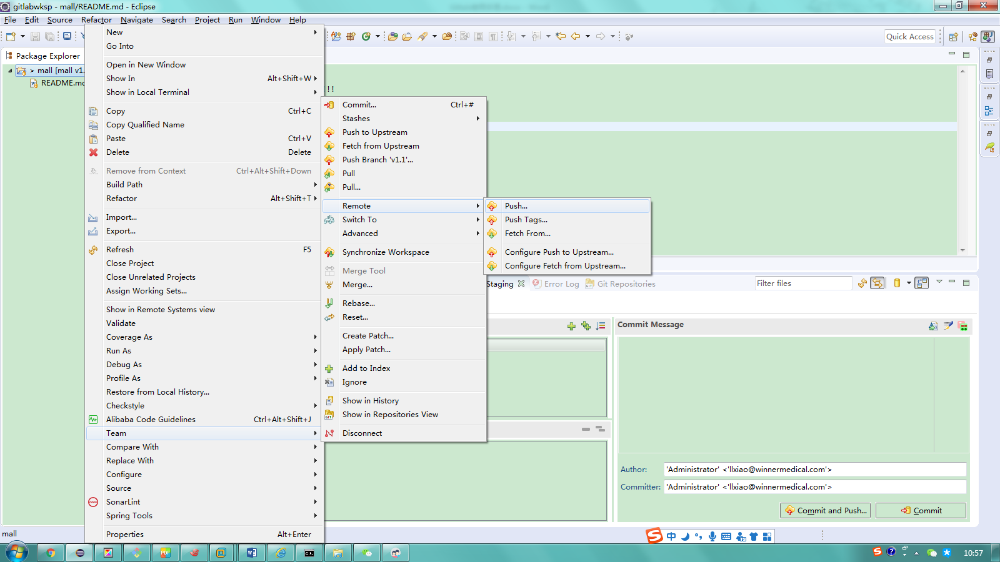 gitlabwksp - mall/README.md - Eclipse
File Edit Source Refactor Navigate Search Project Run Window Help
Quick Access
Package Explorer
> mall [mall v1.
README.md
!!
New
Go Into
Open in New Window
Show In Alt+Shift+W
Show in Local Terminal
Copy Ctrl+C
Copy Qualified Name
Paste Ctrl+V
Delete Delete
Remove from Context Ctrl+Alt+Shift+Down
Build Path
Refactor Alt+Shift+T
Import...
Export...
Refresh F5
Close Project
Close Unrelated Projects
Assign Working Sets...
Show in Remote Systems view
Validate
Coverage As
Run As
Debug As
Profile As
Restore from Local History...
Checkstyle
Alibaba Code Guidelines Ctrl+Alt+Shift+J
Team
Compare With
Replace With
Configure
Source
SonarLint
Spring Tools
Properties Alt+Enter
Commit... Ctrl+#
Stashes
Push to Upstream
Fetch from Upstream
Push Branch 'v1.1'...
Pull
Pull...
Remote
Switch To
Advanced
Synchronize Workspace
Merge Tool
Merge...
Rebase...
Reset...
Create Patch...
Apply Patch...
Add to Index
Ignore
Show in History
Show in Repositories View
Disconnect
Push...
Push Tags...
Fetch From...
Configure Push to Upstream...
Configure Fetch from Upstream...
Staging Error Log Git Repositories
Filter files
Commit Message
Author: 'Administrator' <'llxiao@winnermedical.com'>
Committer: 'Administrator' <'llxiao@winnermedical.com'>
Commit and Push... Commit
mall
中
10:57